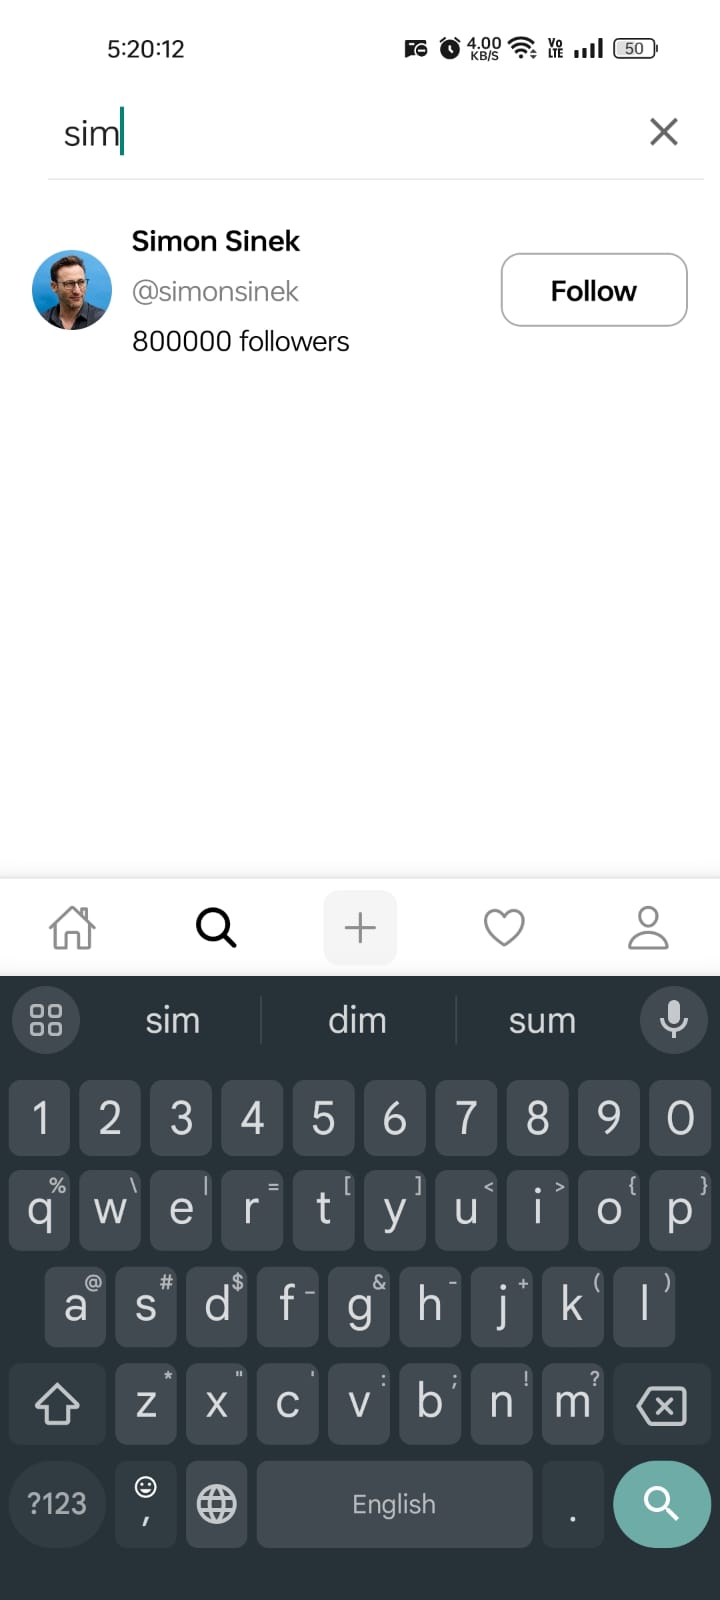 5:20:12
4.00
KB/S
Vo
LTE
50
sim
Simon Sinek
@simonsinek
800000 followers
Follow
sim dim sum
1 2 3 4 5 6 7 8 9 0
% \ | = [ ] < > { }
q w e r t y u i o p
@ # $ _ & - + ( )
a s d f g h j k l
* " ' : ; ! ?
z x c v b n m
?123 , English .